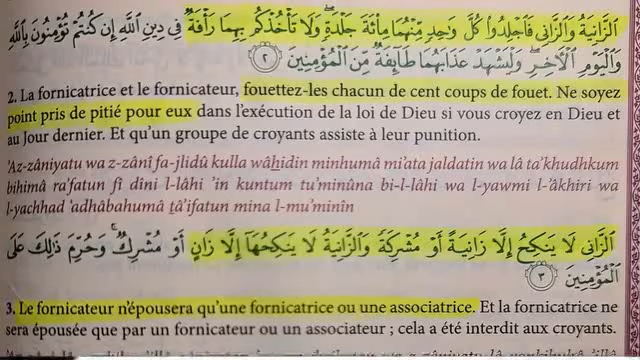 الزَّانِيَةُ وَالزَّانِي فَاجْلِدُوا كُلَّ وَاحِدٍ مِنْهُمَا مِائَةَ جَلْدَةٍ وَلَا تَأْخُذْكُمْ بِهِمَا رَأْفَةٌ فِي دِينِ اللَّهِ إِنْ كُنْتُمْ تُؤْمِنُونَ بِاللَّهِ
وَالْيَوْمِ الْآخِرِ وَلْيَشْهَدْ عَذَابَهُمَا طَائِفَةٌ مِّنَ الْمُؤْمِنِينَ ٢
2. La fornicatrice et le fornicateur, fouettez-les chacun de cent coups de fouet. Ne soyez
point pris de pitié pour eux dans l'exécution de la loi de Dieu si vous croyez en Dieu et
au Jour dernier. Et qu'un groupe de croyants assiste à leur punition.
'Az-zâniyatu wa z-zânî fa-jlidû kulla wâhidin minhumâ mi'ata jaldatin wa lâ ta'khudhkum
bihimâ ra'fatun fî dîni l-lâhi 'in kuntum tu'minûna bi-l-lâhi wa l-yawmi l-'âkhiri wa
l-yachhad 'adhâbahumâ tâ'ifatun mina l-mu'minîn
الزَّانِي لَا يَنكِحُ إِلَّا زَانِيَةً أَوْ مُشْرِكَةً وَالزَّانِيَةُ لَا يَنكِحُهَا إِلَّا زَانٍ أَوْ مُشْرِكٌ وَحُرِّمَ ذَلِكَ عَلَى
الْمُؤْمِنِينَ ٣
3. Le fornicateur n'épousera qu'une fornicatrice ou une associatrice. Et la fornicatrice ne
sera épousée que par un fornicateur ou un associateur ; cela a été interdit aux croyants.